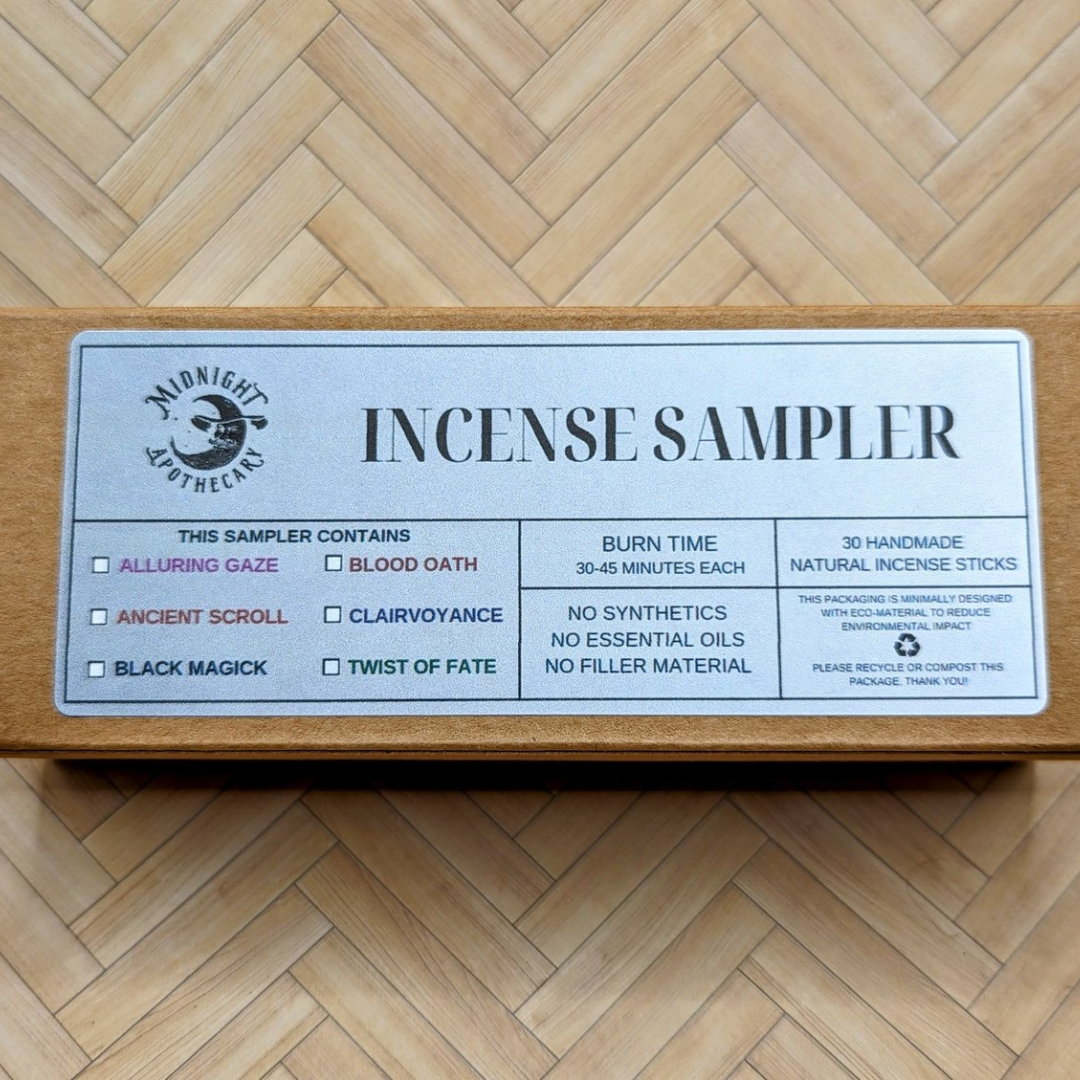 MIDNIGHT
APOTHECARY
INCENSE SAMPLER
THIS SAMPLER CONTAINS
ALLURING GAZE
BLOOD OATH
ANCIENT SCROLL
CLAIRVOYANCE
BLACK MAGICK
TWIST OF FATE
BURN TIME
30-45 MINUTES EACH
NO SYNTHETICS
NO ESSENTIAL OILS
NO FILLER MATERIAL
30 HANDMADE
NATURAL INCENSE STICKS
THIS PACKAGING IS MINIMALLY DESIGNED
WITH ECO-MATERIAL TO REDUCE
ENVIRONMENTAL IMPACT
PLEASE RECYCLE OR COMPOST THIS
PACKAGE. THANK YOU!